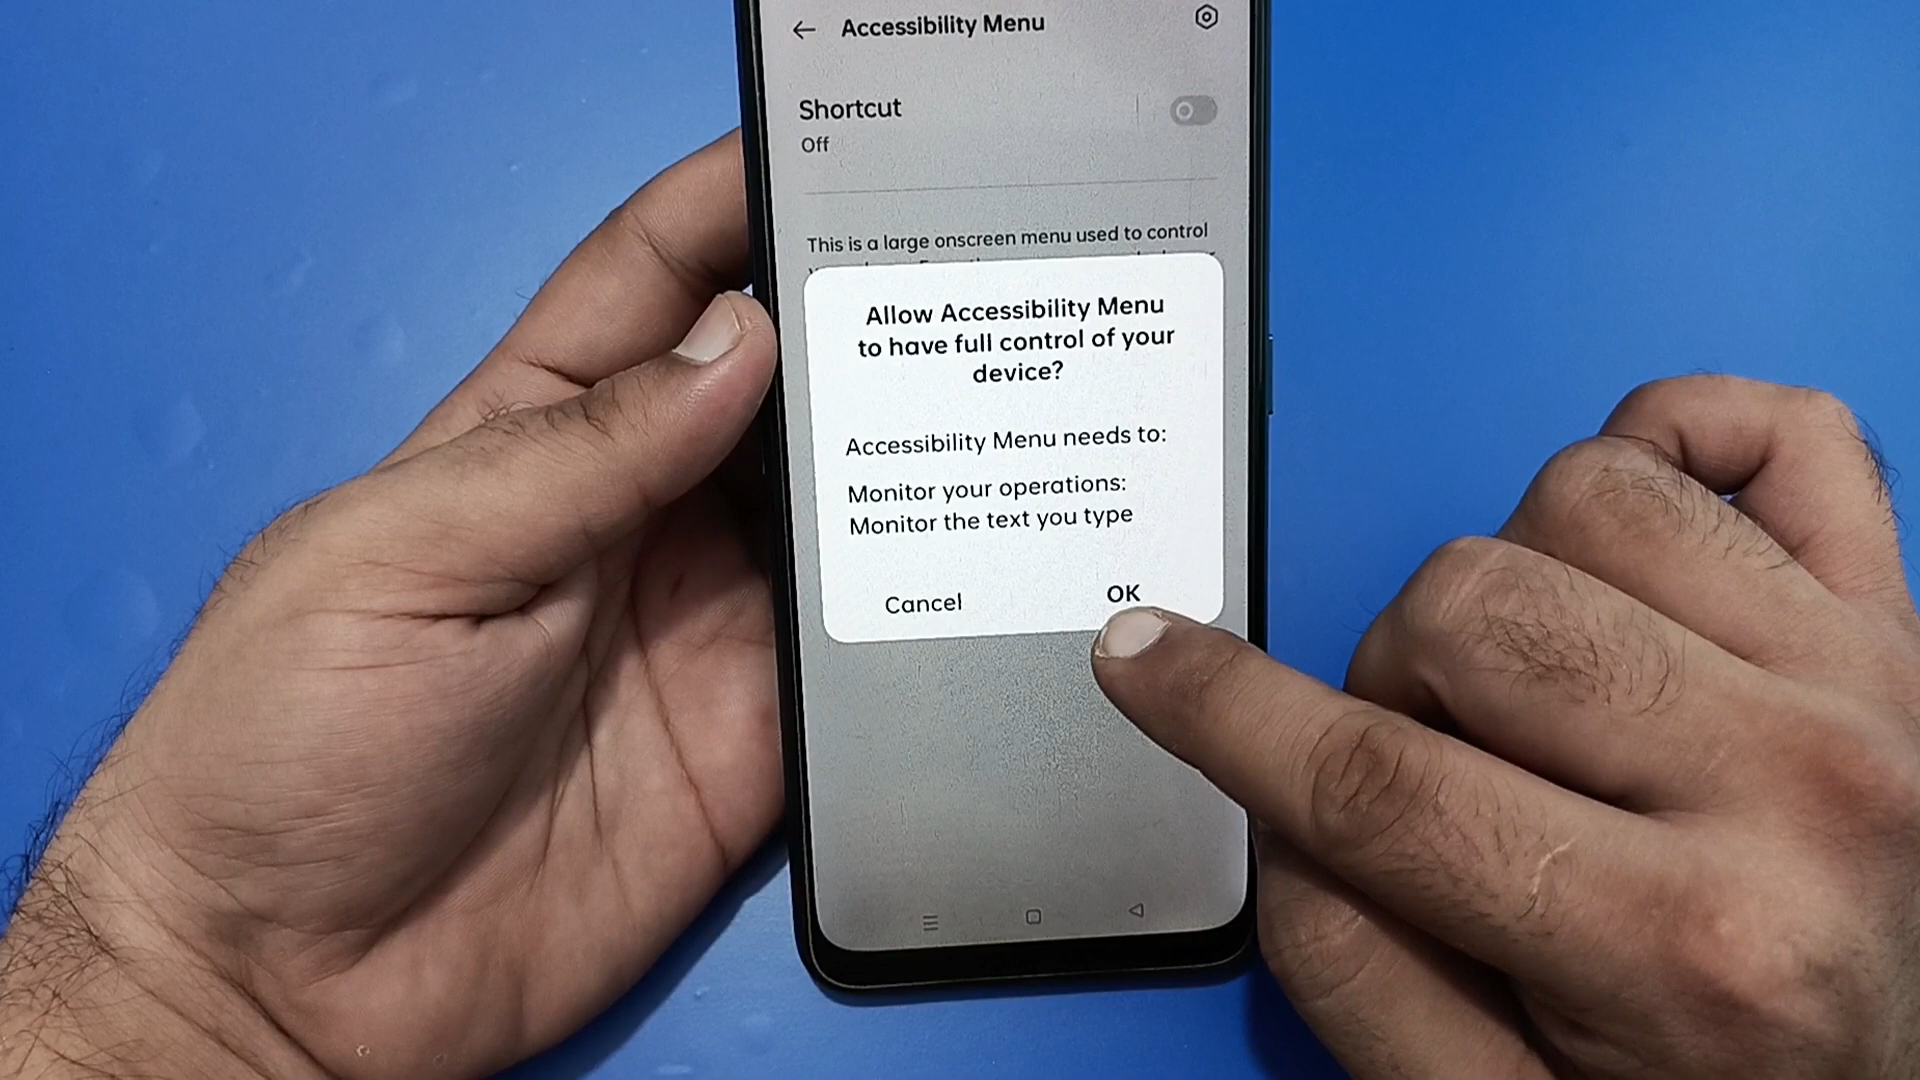 Accessibility Menu
Shortcut
Off
This is a large onscreen menu used to control
Allow Accessibility Menu
to have full control of your
device?
Accessibility Menu needs to:
Monitor your operations:
Monitor the text you type
Cancel
OK